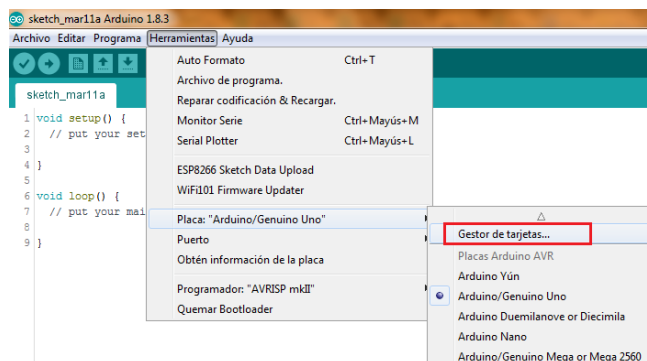 sketch_mar11a Arduino 1.8.3
Archivo Editar Programa Herramientas Ayuda
sketch_mar11a
1 void setup() {
2 // put your set
3
4 }
5
6 void loop() {
7 // put your mai
8
9 }
Auto Formato Ctrl+T
Archivo de programa.
Reparar codificación & Recargar.
Monitor Serie Ctrl+Mayús+M
Serial Plotter Ctrl+Mayús+L
ESP8266 Sketch Data Upload
WiFi101 Firmware Updater
Placa: "Arduino/Genuino Uno"
Puerto
Obtén información de la placa
Programador: "AVRISP mkII"
Quemar Bootloader
Gestor de tarjetas...
Placas Arduino AVR
Arduino Yún
Arduino/Genuino Uno
Arduino Duemilanove or Diecimila
Arduino Nano
Arduino/Genuino Mega or Mega 2560